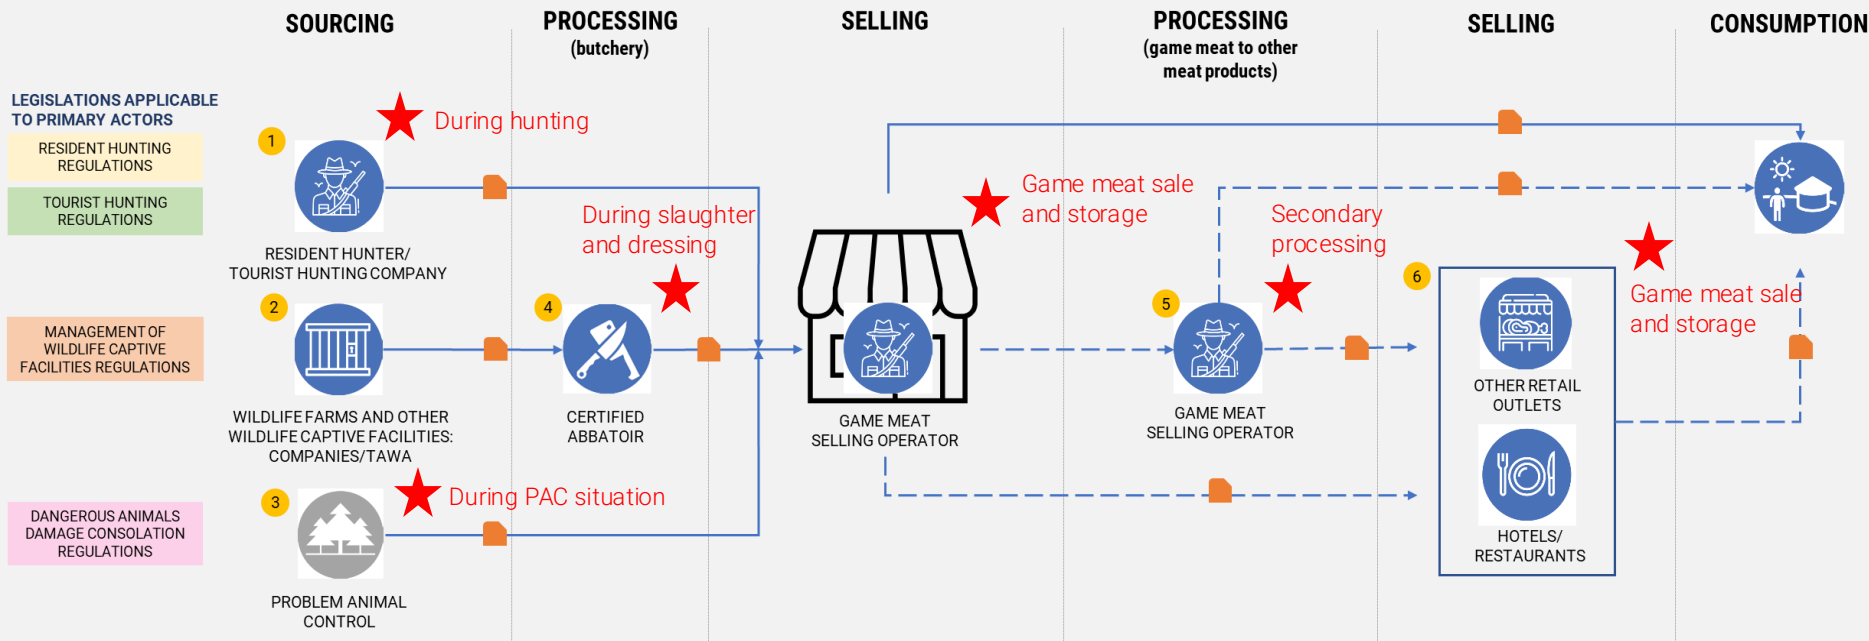 SOURCING
PROCESSING
(butchery)
SELLING
PROCESSING
(game meat to other
meat products)
SELLING
CONSUMPTION
LEGISLATIONS APPLICABLE
TO PRIMARY ACTORS
RESIDENT HUNTING
REGULATIONS
TOURIST HUNTING
REGULATIONS
MANAGEMENT OF
WILDLIFE CAPTIVE
FACILITIES REGULATIONS
DANGEROUS ANIMALS
DAMAGE CONSOLATION
REGULATIONS
1
During hunting
RESIDENT HUNTER/
TOURIST HUNTING COMPANY
2
WILDLIFE FARMS AND OTHER
WILDLIFE CAPTIVE FACILITIES:
COMPANIES/TAWA
3
During PAC situation
PROBLEM ANIMAL
CONTROL
During slaughter
and dressing
4
CERTIFIED
ABBATOIR
Game meat sale
and storage
GAME MEAT
SELLING OPERATOR
Secondary
processing
5
GAME MEAT
SELLING OPERATOR
6
Game meat sale
and storage
OTHER RETAIL
OUTLETS
HOTELS/
RESTAURANTS